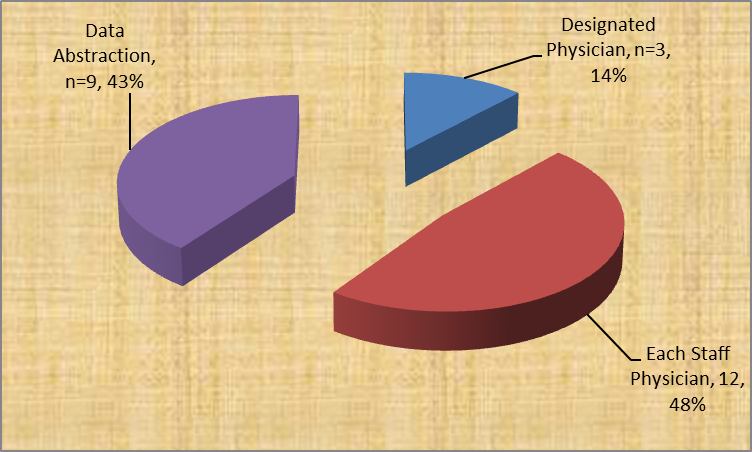 Data
Abstraction,
n=9, 43%
Designated
Physician, n=3,
14%
Each Staff
Physician, 12,
48%